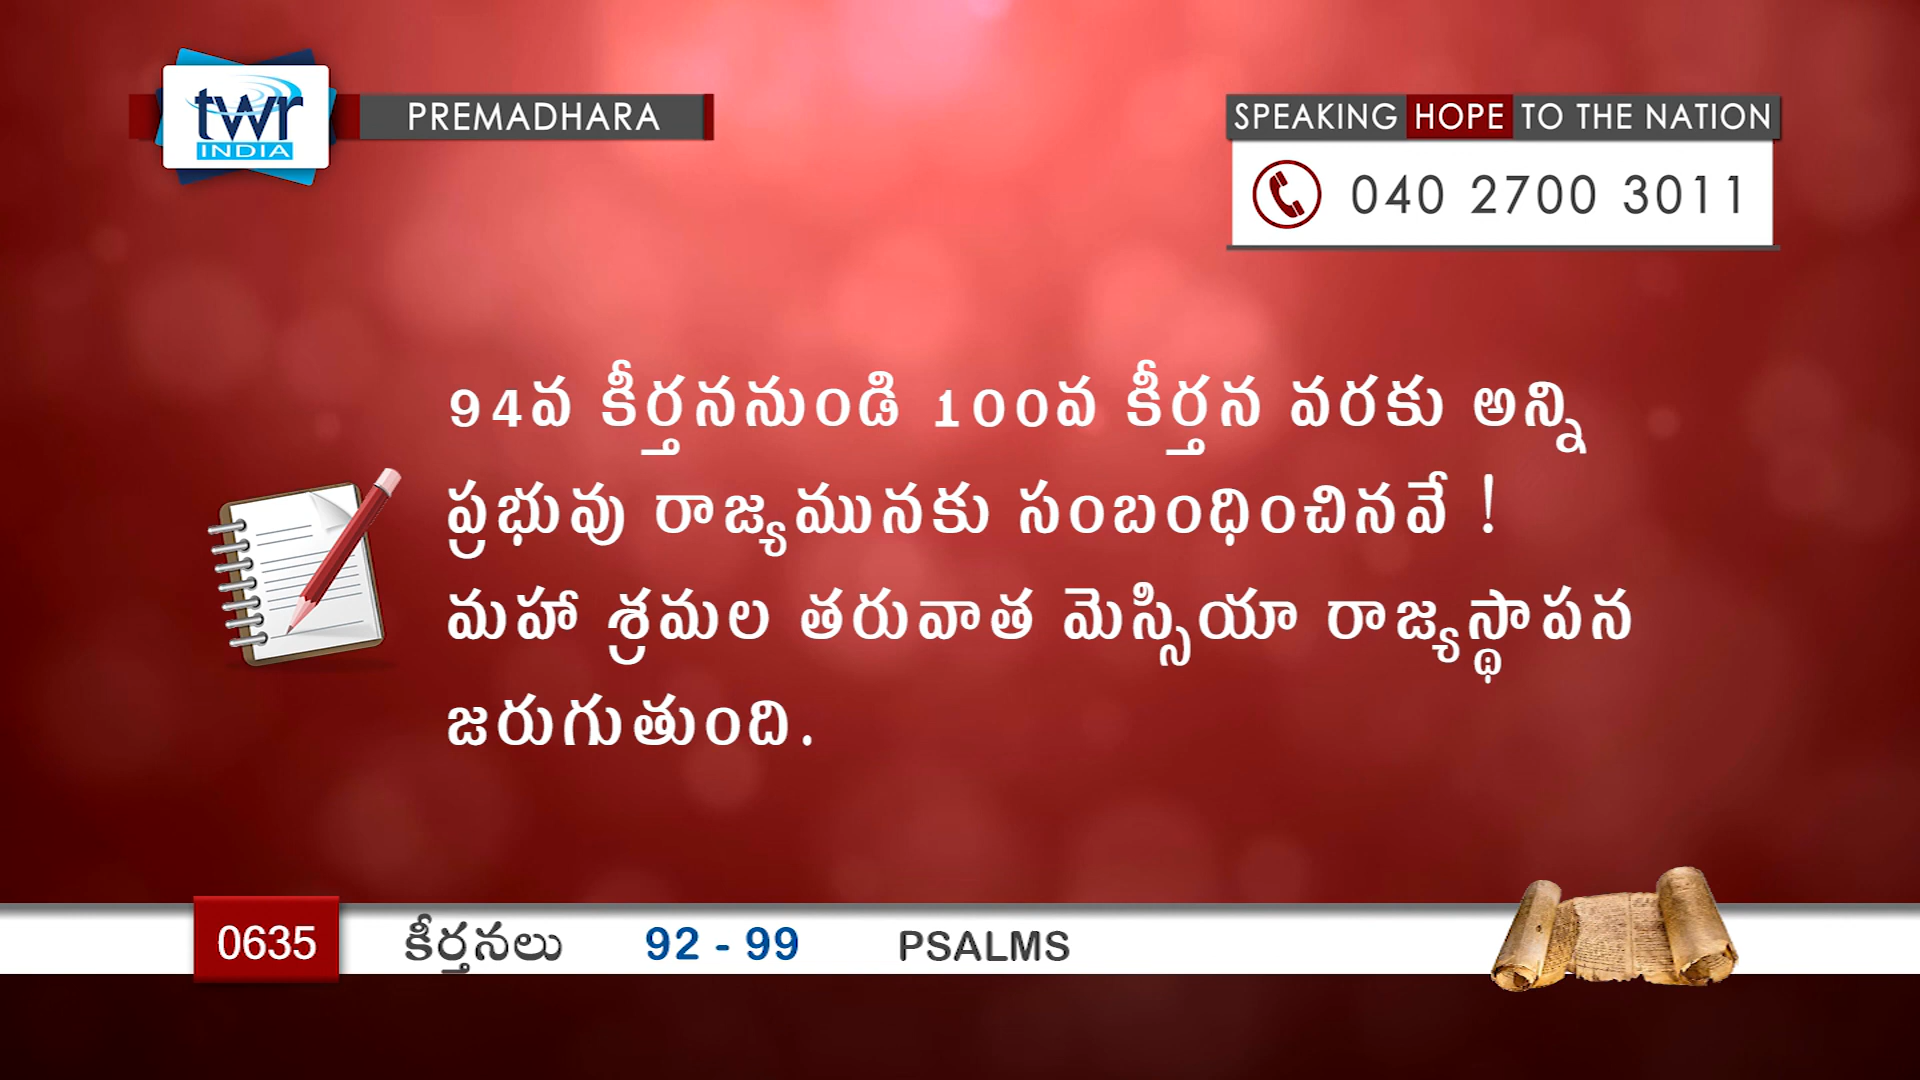 twr
INDIA
PREMADHARA
SPEAKING HOPE TO THE NATION
040 2700 3011
94వ కీర్తననుండి 100వ కీర్తన వరకు అన్ని
ప్రభువు రాజ్యమునకు సంబంధించినవే !
మహా శ్రమల తరువాత మెస్సియా రాజ్యస్థాపన
జరుగుతుంది.
0635 కీర్తనలు 92 - 99 PSALMS